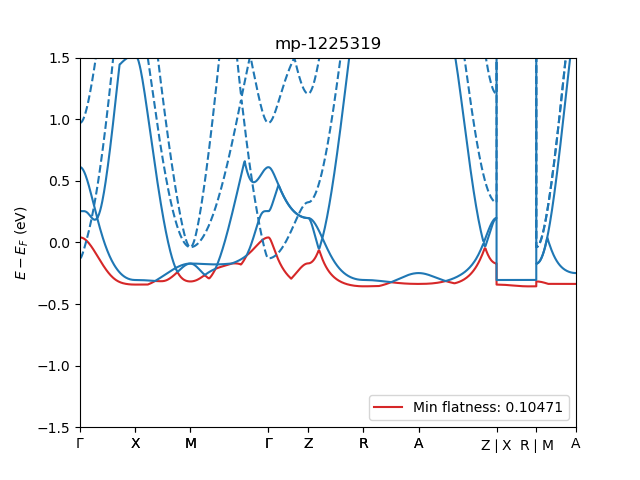 mp-1225319
E − E_F (eV)
1.5
1.0
0.5
0.0
−0.5
−1.0
−1.5
Min flatness: 0.10471
Γ X M Γ Z R A Z | X R | M A